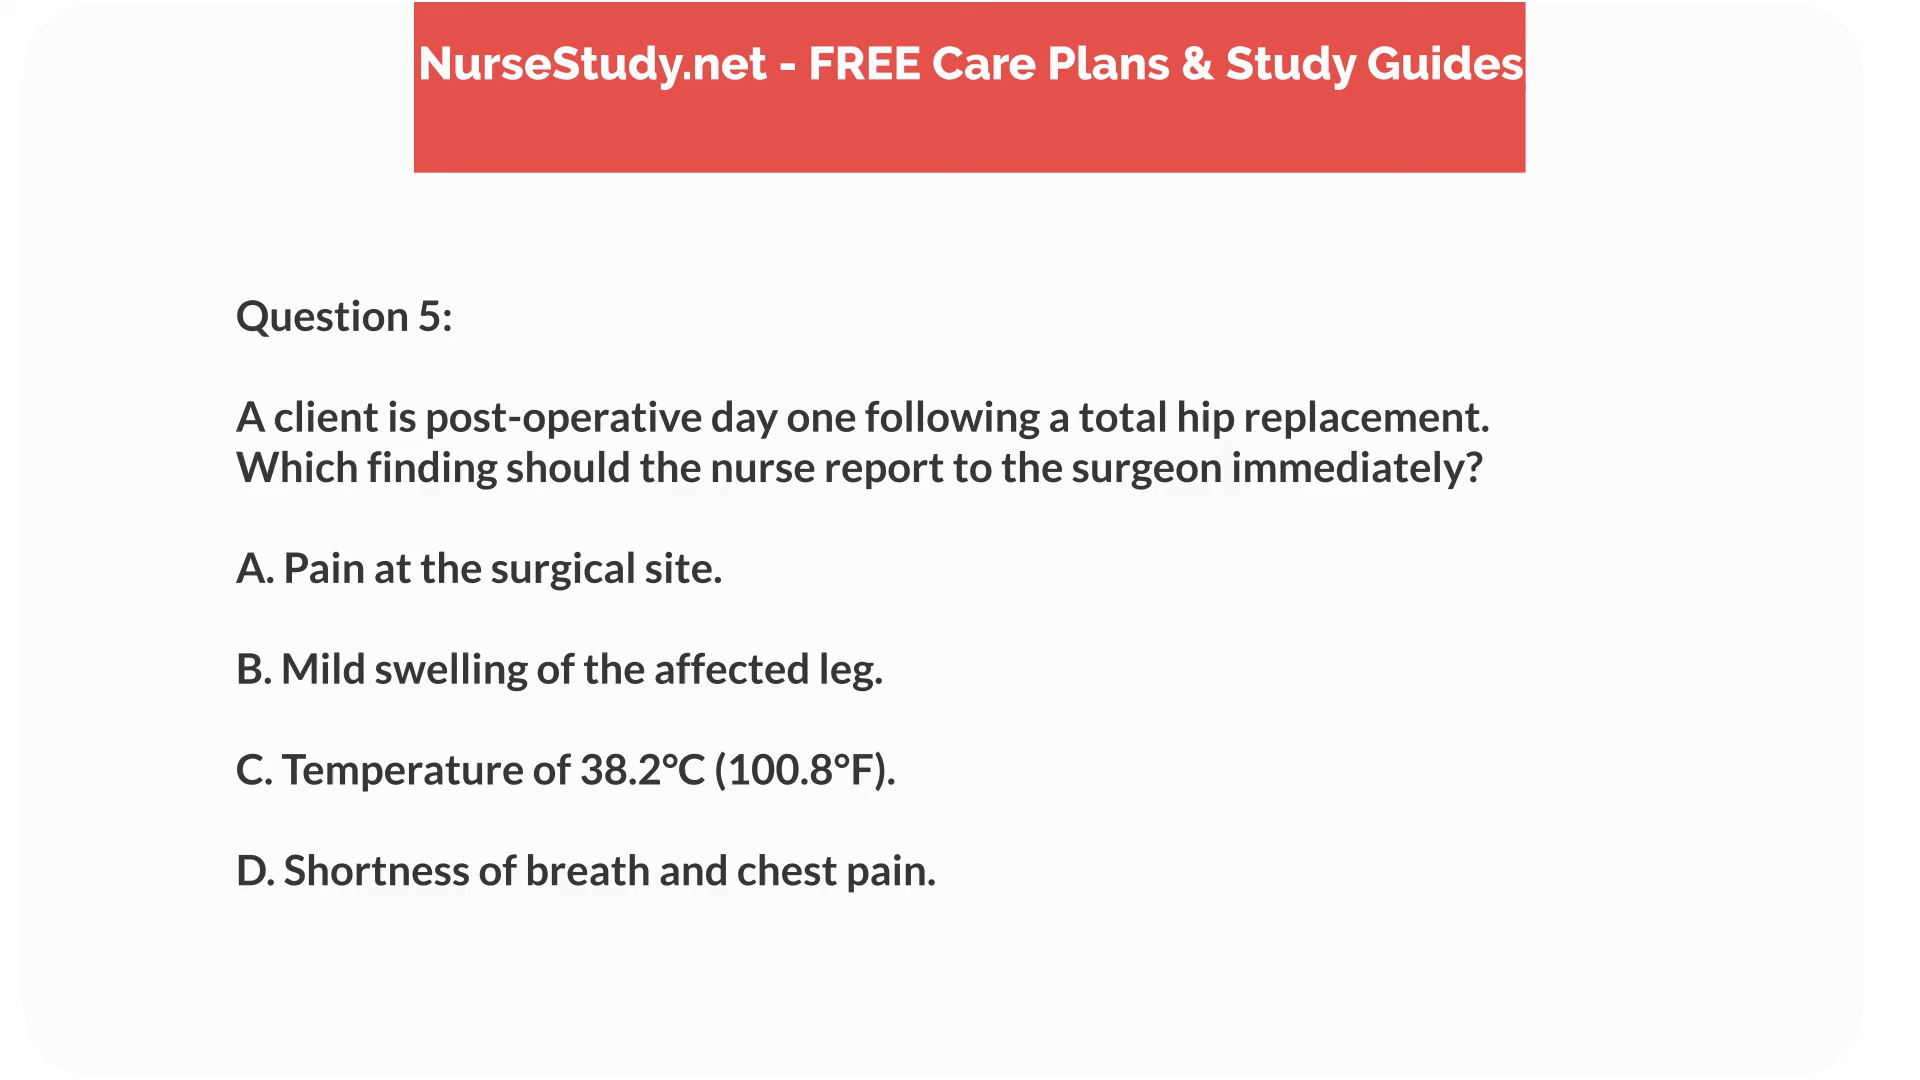 NurseStudy.net - FREE Care Plans & Study Guides
Question 5:
A client is post-operative day one following a total hip replacement.
Which finding should the nurse report to the surgeon immediately?
A. Pain at the surgical site.
B. Mild swelling of the affected leg.
C. Temperature of 38.2°C (100.8°F).
D. Shortness of breath and chest pain.